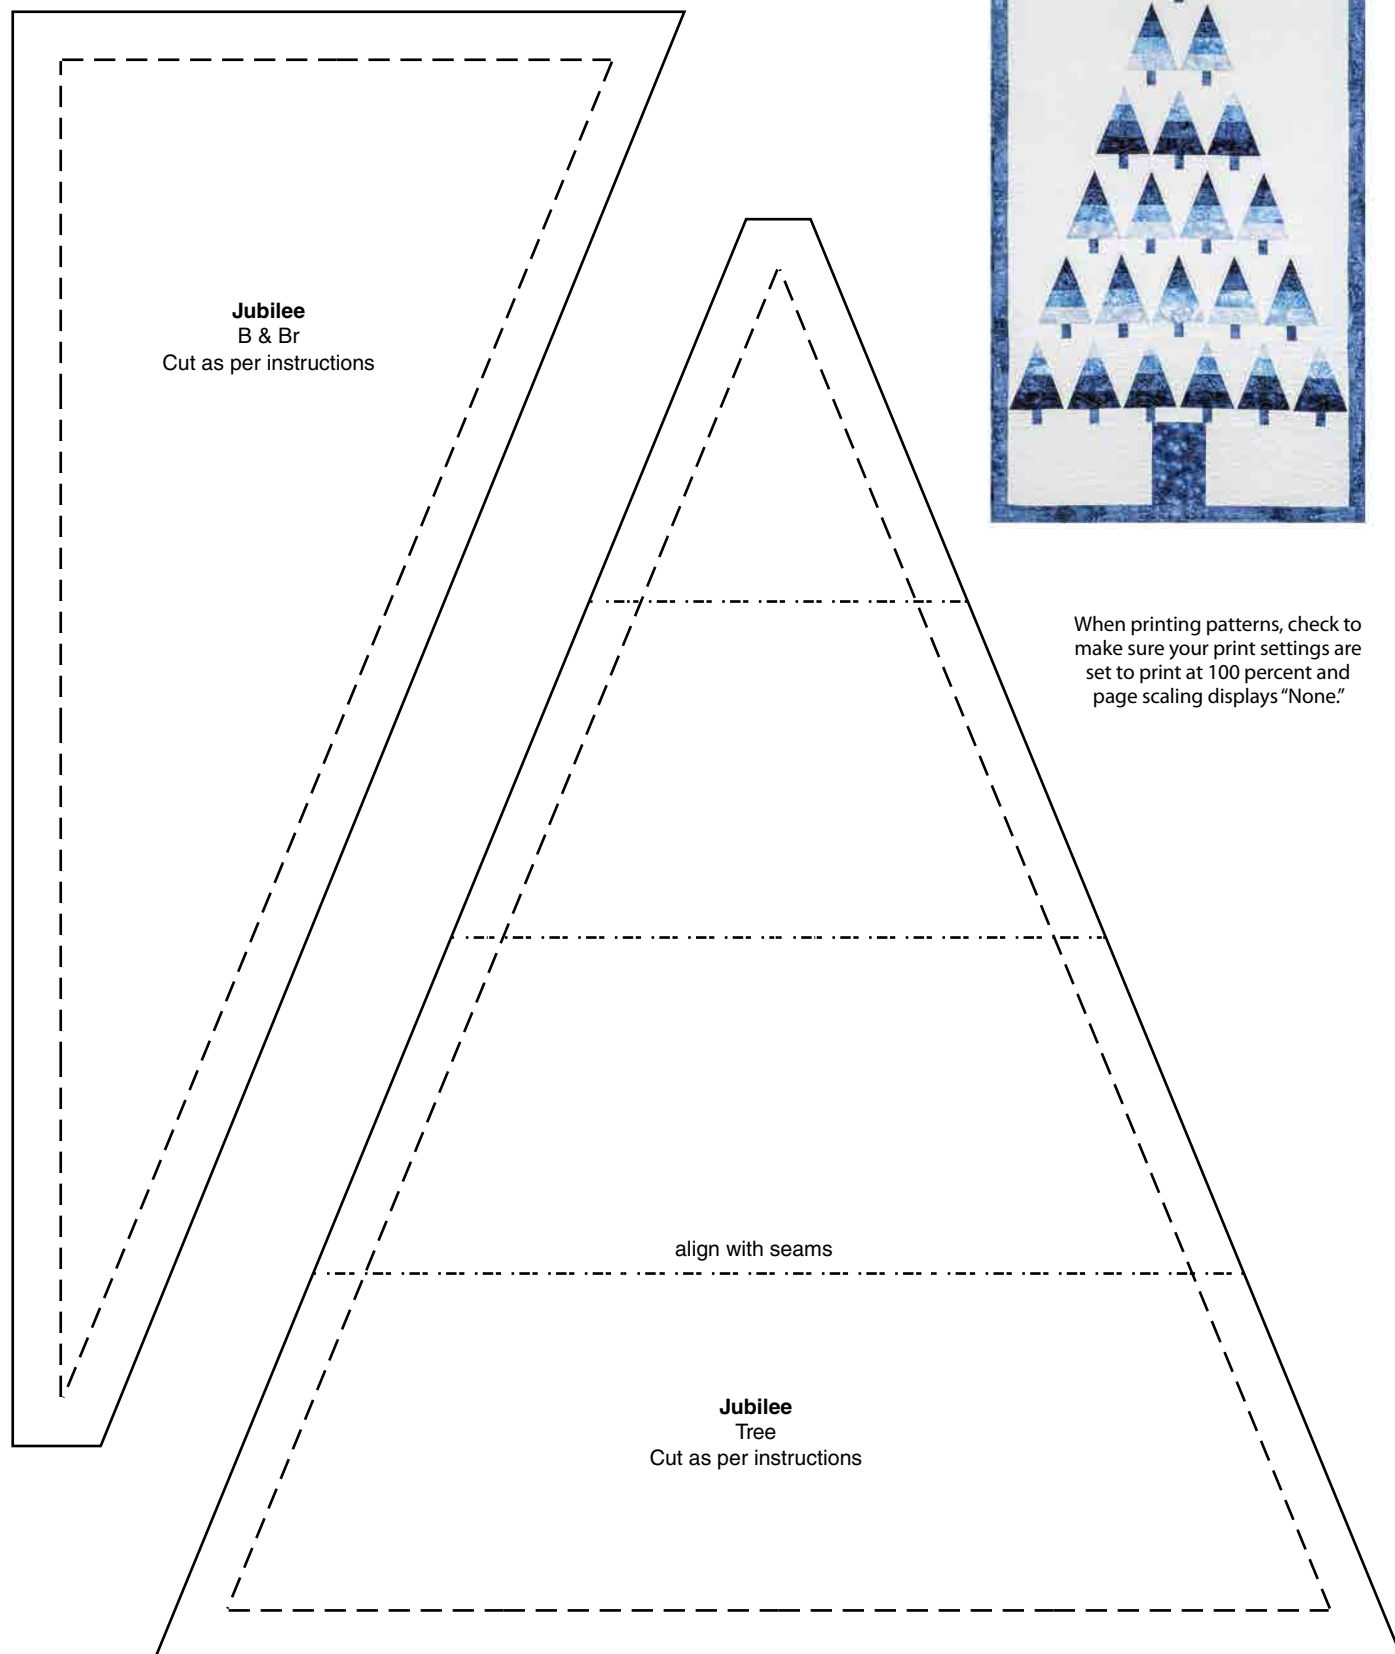 Jubilee
B & Br
Cut as per instructions
When printing patterns, check to
make sure your print settings are
set to print at 100 percent and
page scaling displays “None.”
align with seams
Jubilee
Tree
Cut as per instructions